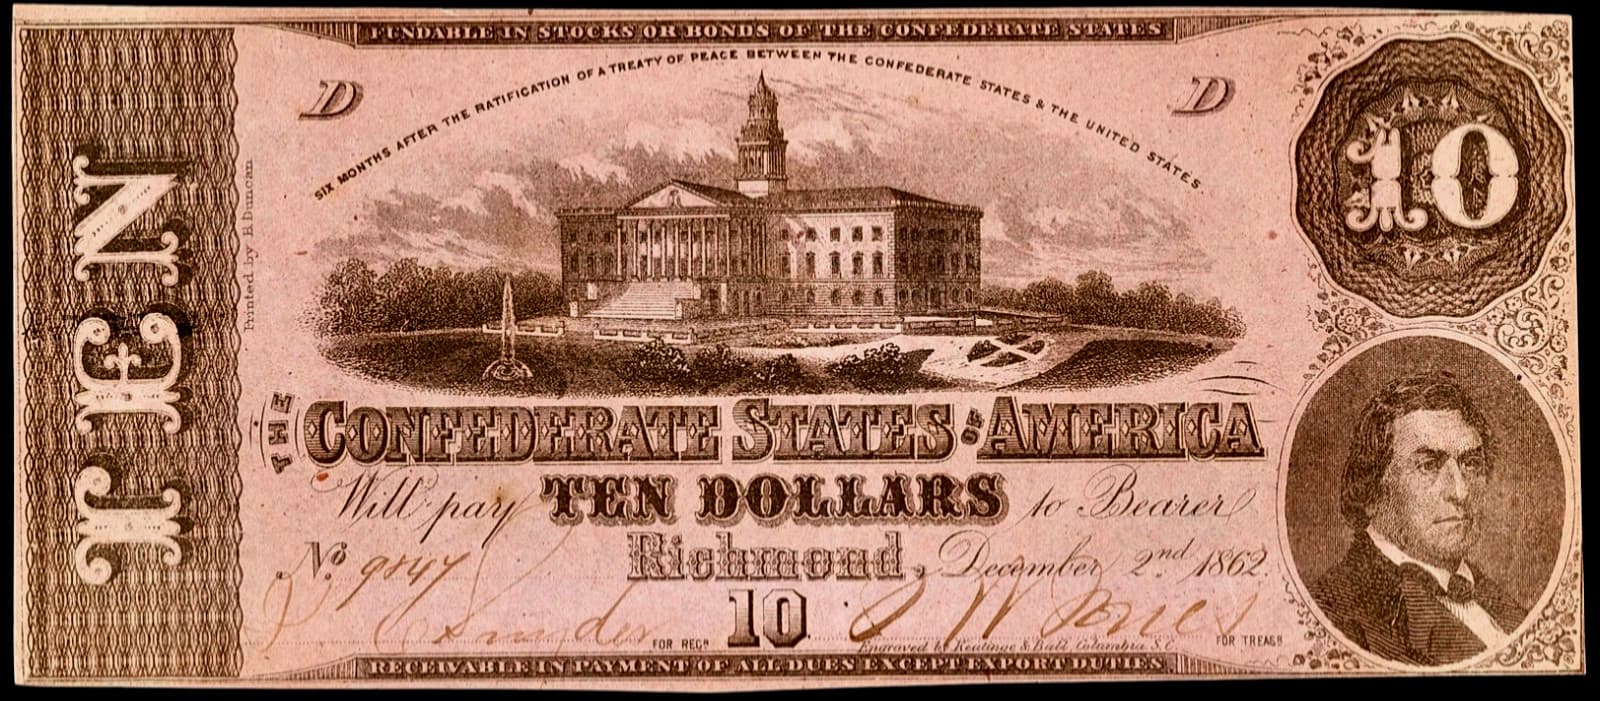 FUNDABLE IN STOCKS OR BONDS OF THE CONFEDERATE STATES
SIX MONTHS AFTER THE RATIFICATION OF A TREATY OF PEACE BETWEEN THE CONFEDERATE STATES & THE UNITED STATES.
D
D
10
TEN
Printed by B. Duncan
THE CONFEDERATE STATES OF AMERICA
Will pay TEN DOLLARS to Bearer
Richmond, December 2nd 1862.
No 9847
10
FOR REGR
FOR TREASR
Engraved by Keatinge & Ball, Columbia, S.C.
RECEIVABLE IN PAYMENT OF ALL DUES EXCEPT EXPORT DUTIES